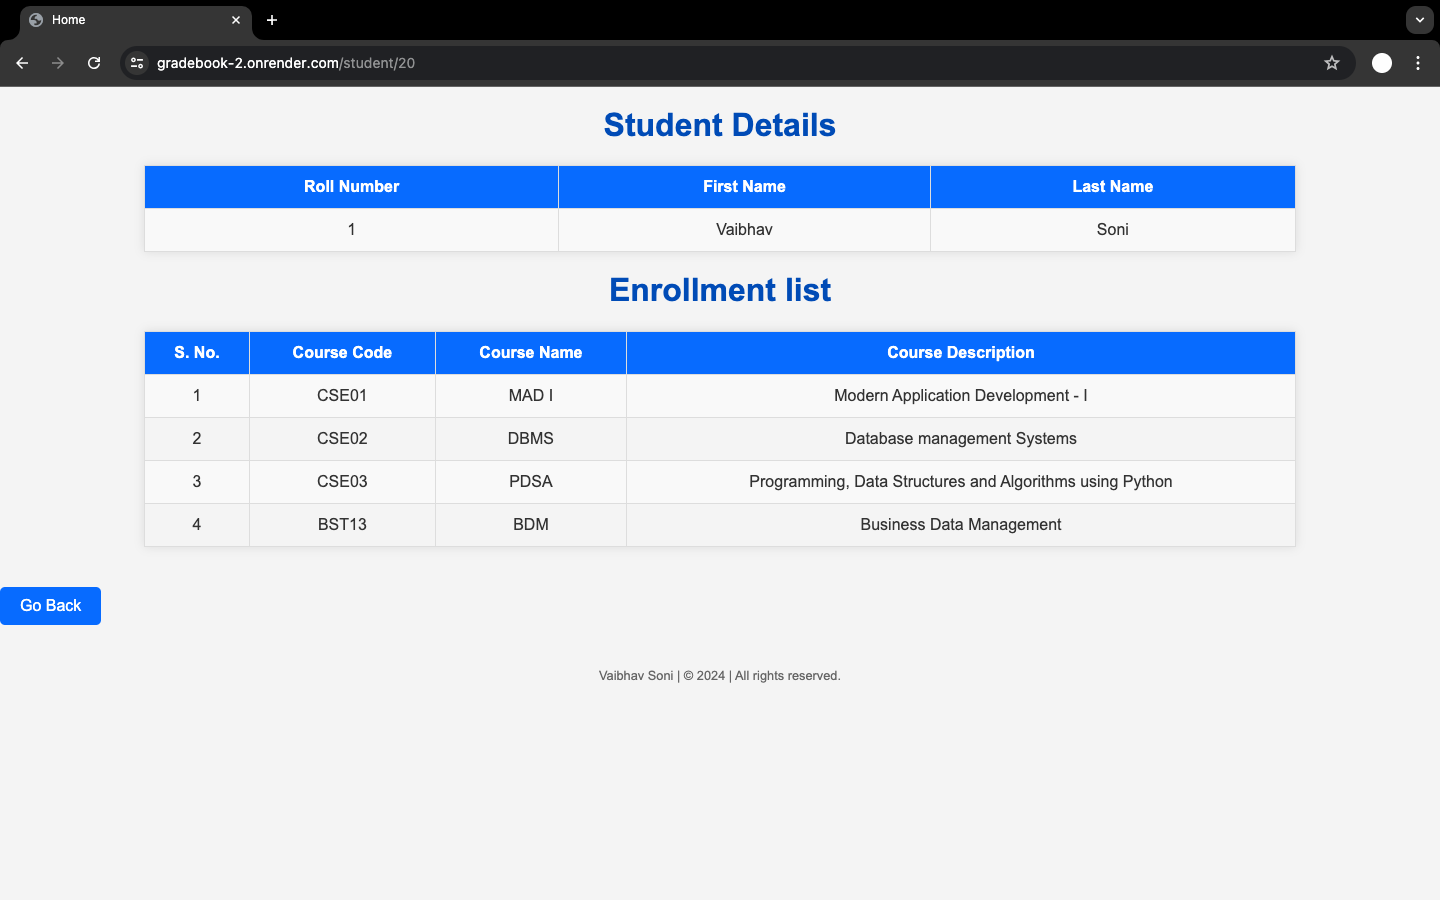 Home
gradebook-2.onrender.com/student/20
Student Details
Roll Number First Name Last Name
1 Vaibhav Soni
Enrollment list
S. No. Course Code Course Name Course Description
1 CSE01 MAD I Modern Application Development - I
2 CSE02 DBMS Database management Systems
3 CSE03 PDSA Programming, Data Structures and Algorithms using Python
4 BST13 BDM Business Data Management
Go Back
Vaibhav Soni | © 2024 | All rights reserved.